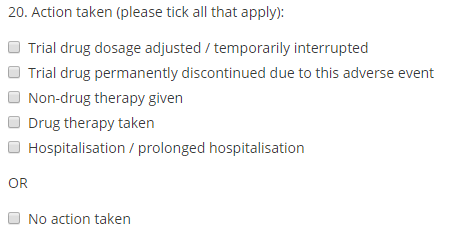 20. Action taken (please tick all that apply):
Trial drug dosage adjusted / temporarily interrupted
Trial drug permanently discontinued due to this adverse event
Non-drug therapy given
Drug therapy taken
Hospitalisation / prolonged hospitalisation
OR
No action taken